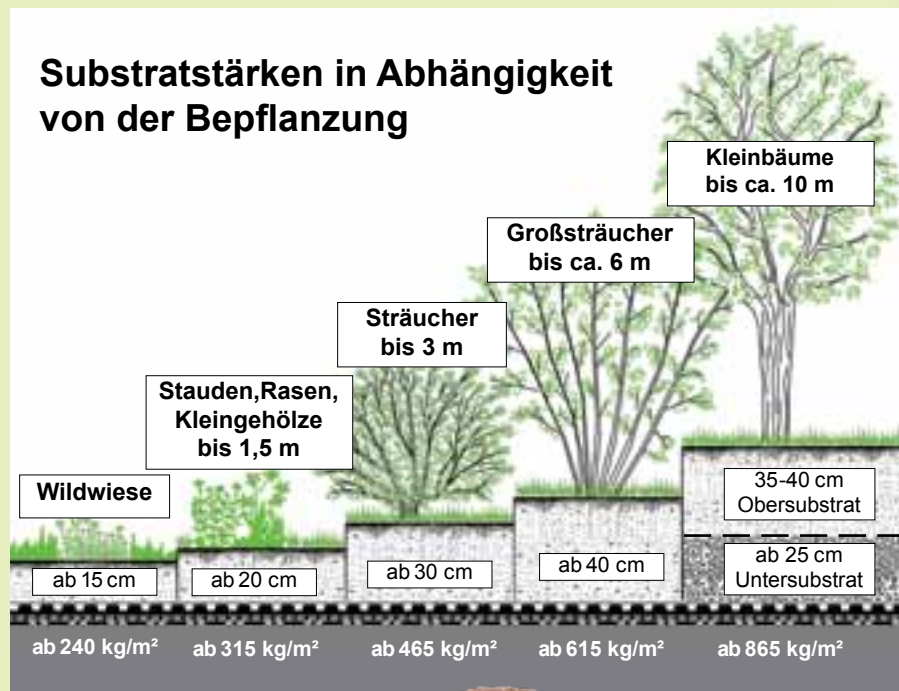 Substratstärken in Abhängigkeit
von der Bepflanzung
Kleinbäume
bis ca. 10 m
Großsträucher
bis ca. 6 m
Sträucher
bis 3 m
Stauden,Rasen,
Kleingehölze
bis 1,5 m
Wildwiese
35-40 cm
Obersubstrat
ab 15 cm
ab 20 cm
ab 30 cm
ab 40 cm
ab 25 cm
Untersubstrat
ab 240 kg/m²
ab 315 kg/m²
ab 465 kg/m²
ab 615 kg/m²
ab 865 kg/m²